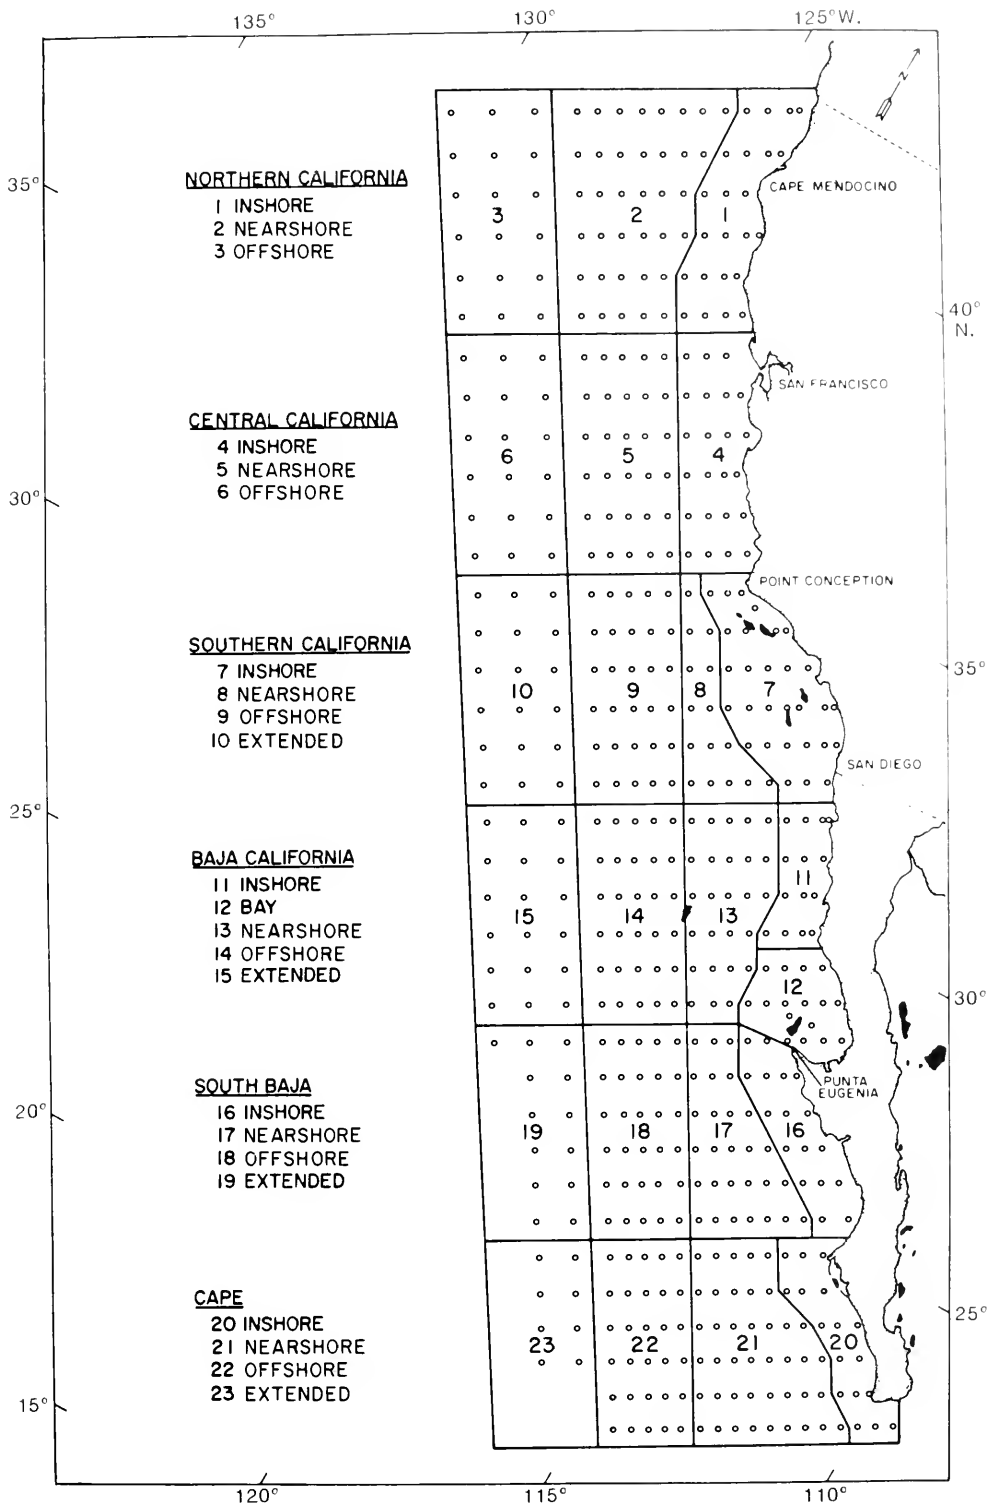 135°
130°
125°W.
N
NORTHERN CALIFORNIA
1 INSHORE
2 NEARSHORE
3 OFFSHORE
35°
CAPE MENDOCINO
3
2
1
40°
N.
SAN FRANCISCO
CENTRAL CALIFORNIA
4 INSHORE
5 NEARSHORE
6 OFFSHORE
6
5
4
30°
POINT CONCEPTION
SOUTHERN CALIFORNIA
7 INSHORE
8 NEARSHORE
9 OFFSHORE
10 EXTENDED
35°
10
9
8
7
SAN DIEGO
25°
BAJA CALIFORNIA
11 INSHORE
12 BAY
13 NEARSHORE
14 OFFSHORE
15 EXTENDED
11
15
14
13
12
30°
PUNTA
EUGENIA
SOUTH BAJA
16 INSHORE
17 NEARSHORE
18 OFFSHORE
19 EXTENDED
20°
19
18
17
16
CAPE
20 INSHORE
21 NEARSHORE
22 OFFSHORE
23 EXTENDED
25°
23
22
21
20
15°
120°
115°
110°